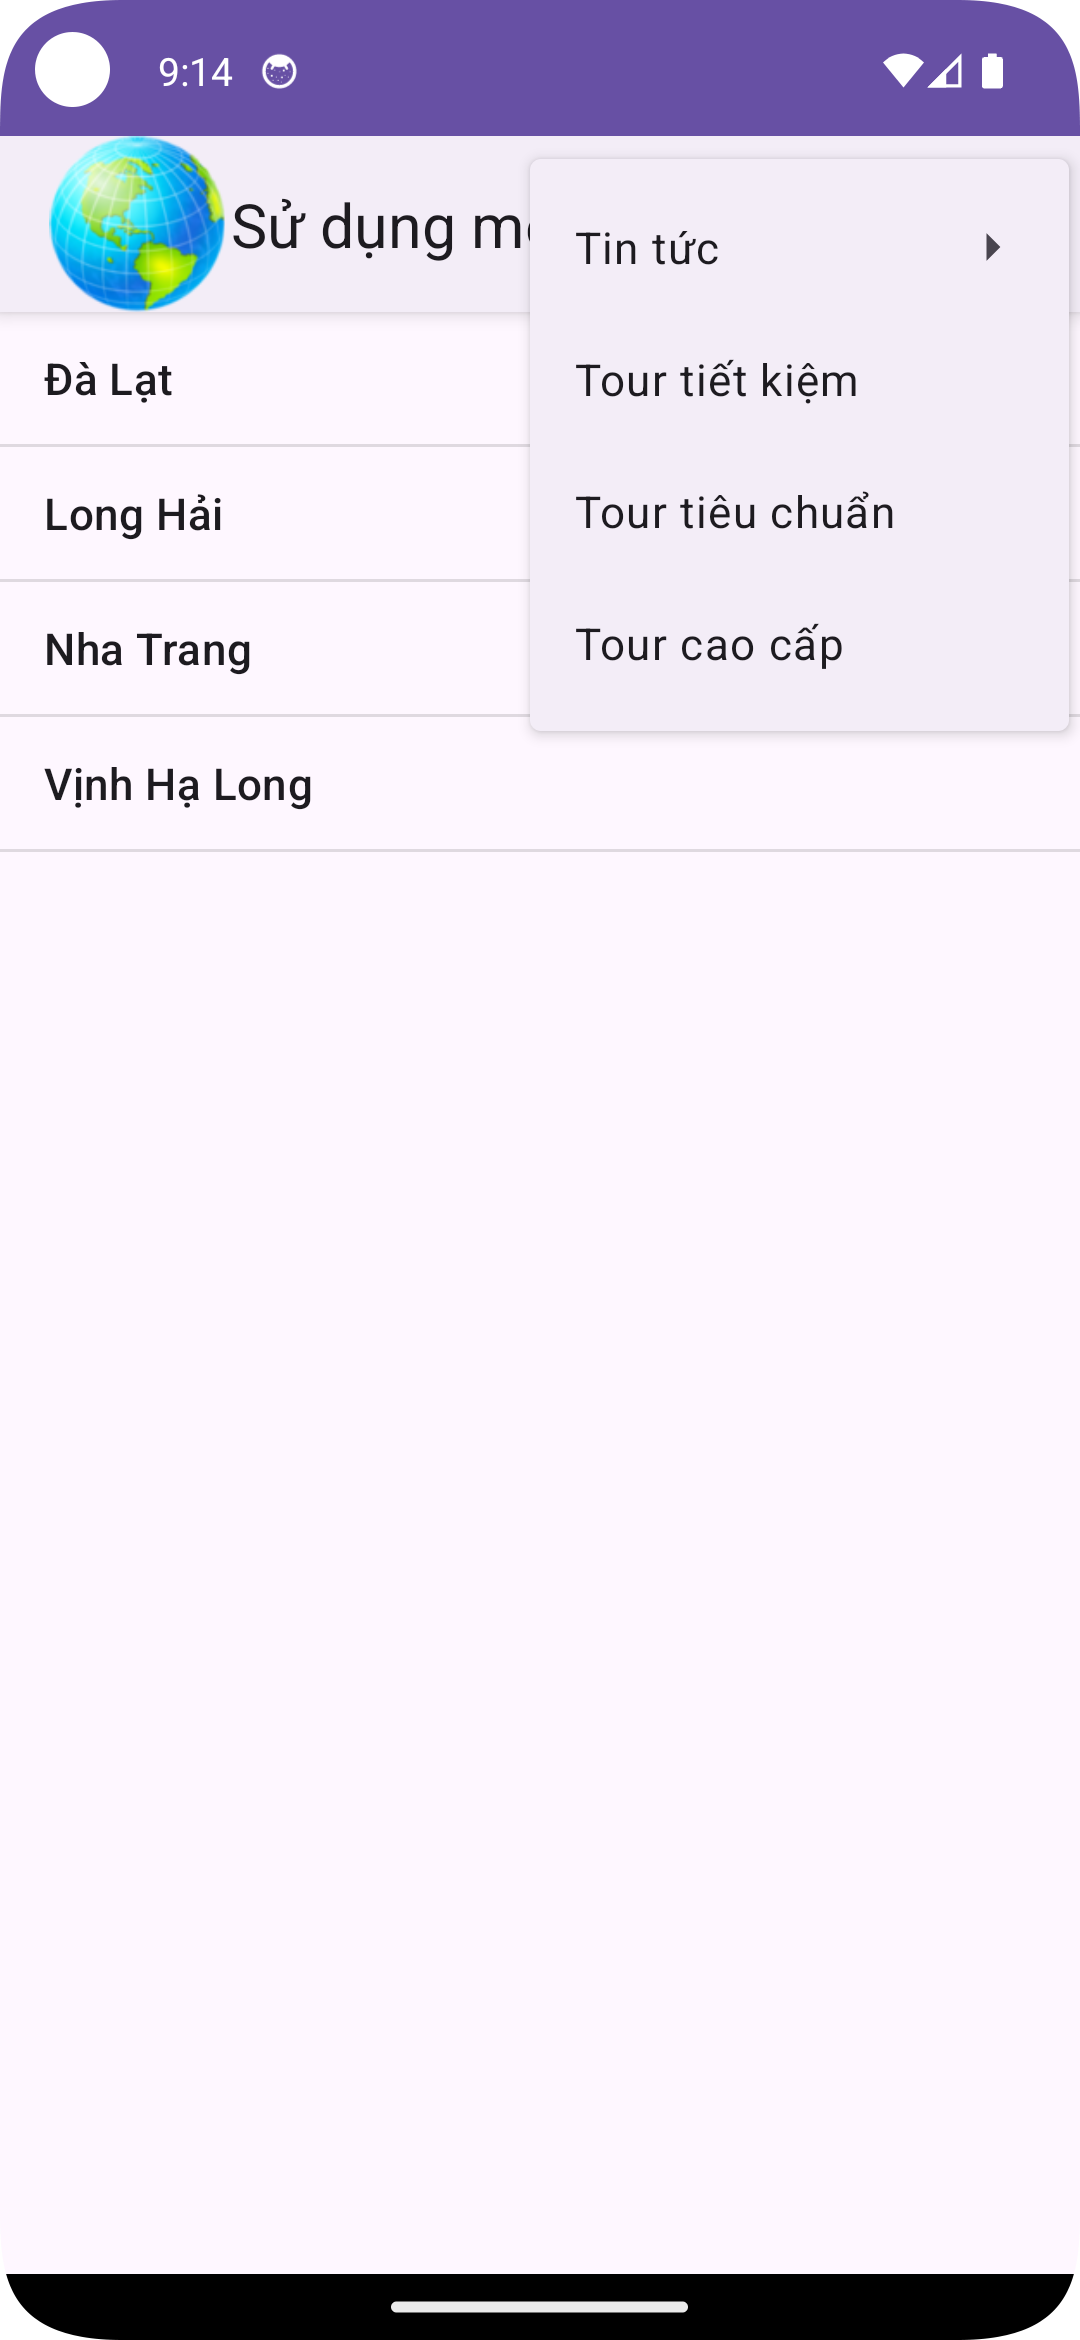 9:14
Sử dụng m
Tin tức
Tour tiết kiệm
Tour tiêu chuẩn
Tour cao cấp
Đà Lạt
Long Hải
Nha Trang
Vịnh Hạ Long